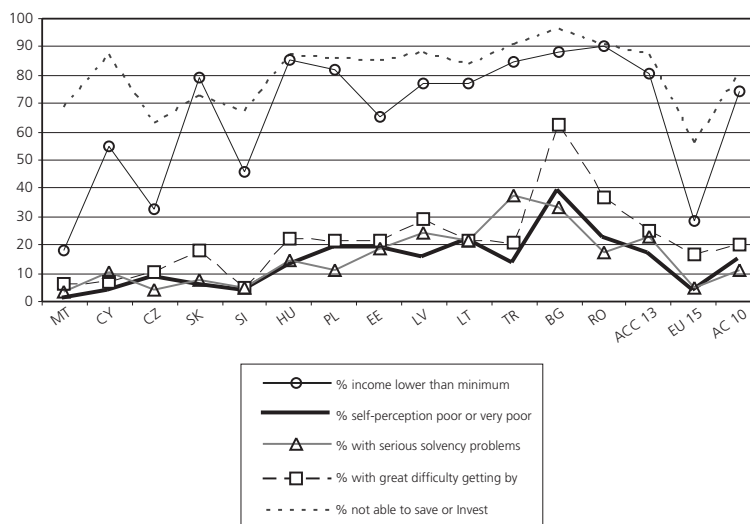 100
90
80
70
60
50
40
30
20
10
0
MT CY CZ SK SI HU PL EE LV LT TR BG RO ACC 13 EU 15 AC 10
% income lower than minimum
% self-perception poor or very poor
% with serious solvency problems
% with great difficulty getting by
% not able to save or Invest